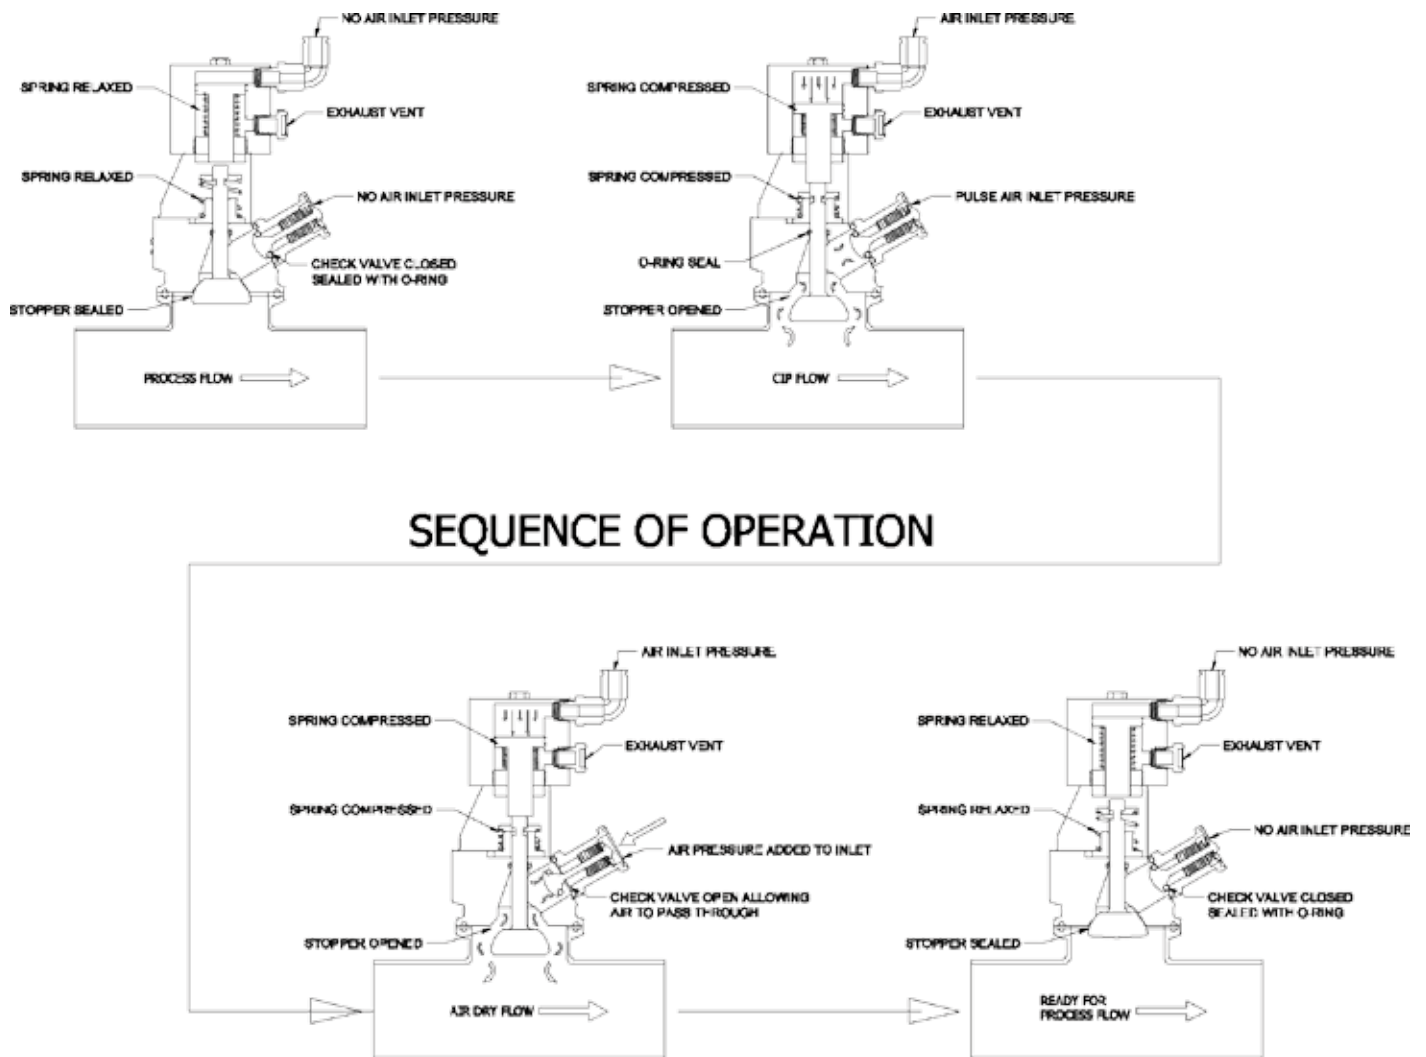 NO AIR INLET PRESSURE
SPRING RELAXED
EXHAUST VENT
SPRING RELAXED
NO AIR INLET PRESSURE
CHECK VALVE CLOSED
SEALED WITH O-RING
STOPPER SEALED
PROCESS FLOW
AIR INLET PRESSURE
SPRING COMPRESSED
EXHAUST VENT
SPRING COMPRESSED
PULSE AIR INLET PRESSURE
O-RING SEAL
STOPPER OPENED
CIP FLOW
SEQUENCE OF OPERATION
AIR INLET PRESSURE
SPRING COMPRESSED
EXHAUST VENT
SPRING COMPRESSED
AIR PRESSURE ADDED TO INLET
CHECK VALVE OPEN ALLOWING
AIR TO PASS THROUGH
STOPPER OPENED
AIR DRY FLOW
NO AIR INLET PRESSURE
SPRING RELAXED
EXHAUST VENT
SPRING RELAXED
NO AIR INLET PRESSURE
CHECK VALVE CLOSED
SEALED WITH O-RING
STOPPER SEALED
READY FOR
PROCESS FLOW